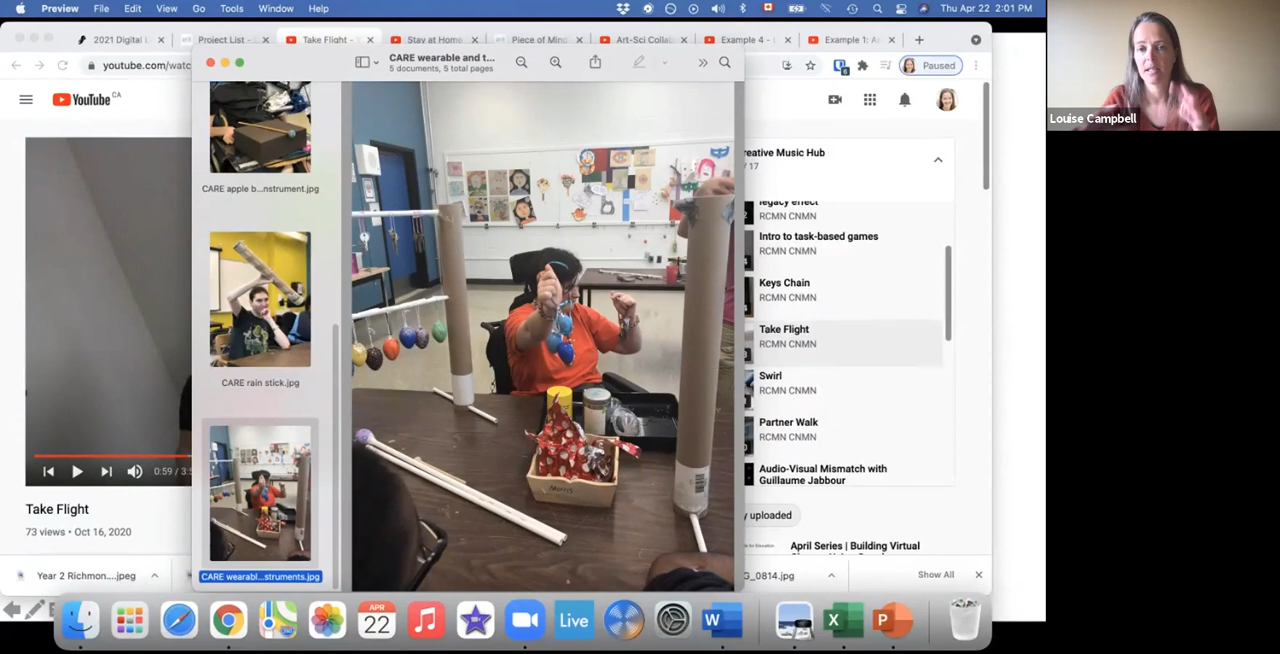 Preview File Edit View Go Tools Window Help Thu Apr 22 2:01 PM
2021 Digital Project List - Take Flight - Stay at Home Piece of Mind Art-Sci Colla Example 4 - Example 1:
youtube.com/watc Paused
CARE wearable and t...
5 documents, 5 total pages
YouTube CA
Louise Campbell
CARE apple b...nstrument.jpg
CARE rain stick.jpg
CARE wearabl...struments.jpg
reative Music Hub
/ 17
legacy effect
RCMN CNMN
Intro to task-based games
RCMN CNMN
Keys Chain
RCMN CNMN
Take Flight
RCMN CNMN
Swirl
RCMN CNMN
Partner Walk
RCMN CNMN
Audio-Visual Mismatch with
Guillaume Jabbour
0:59 / 3:5
Take Flight
73 views • Oct 16, 2020
y uploaded
April Series | Building Virtual
Year 2 Richmon....jpeg
G_0814.jpg
Show All
APR
22
Live
W
X
P